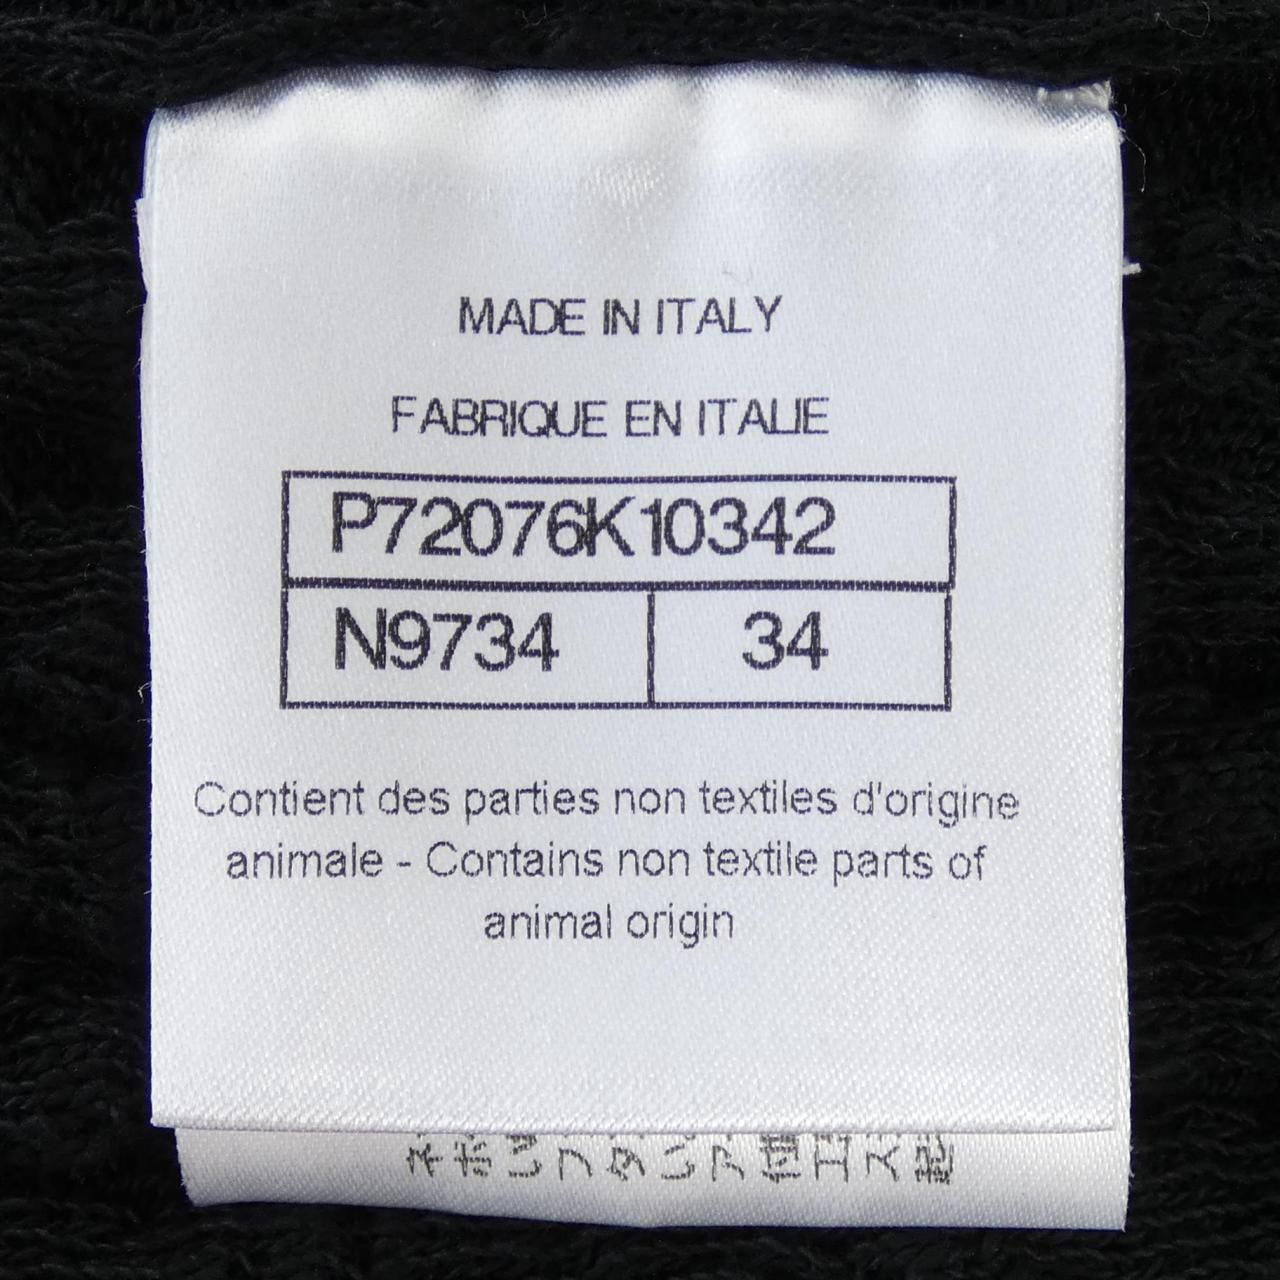 MADE IN ITALY
FABRIQUE EN ITALIE
P72076K10342
N9734 34
Contient des parties non textiles d'origine
animale - Contains non textile parts of
animal origin